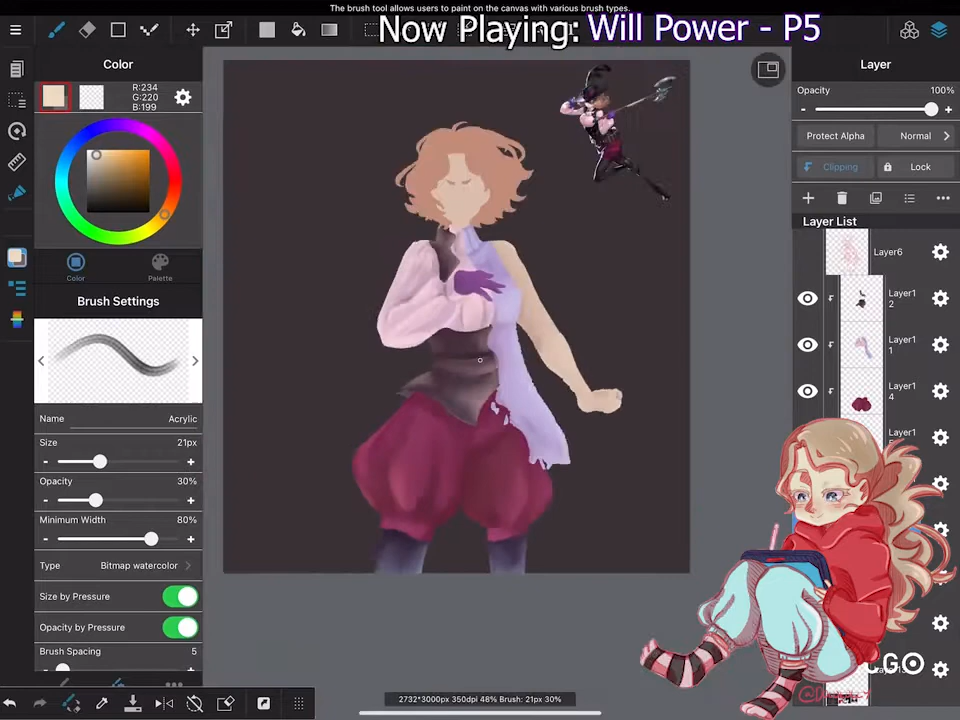 The brush tool allows users to paint on the canvas with various brush types.
Now Playing: Will Power - P5
Color
Layer
R:234
G:220
B:199
Opacity 100%
Protect Alpha
Normal
Clipping
Lock
Layer List
Layer6
Layer1
2
Layer1
1
Layer1
4
Layer1
Color
Palette
Brush Settings
Name Acrylic
Size 21px
Opacity 30%
Minimum Width 80%
Type Bitmap watercolor
Size by Pressure
Opacity by Pressure
Brush Spacing 5
2732*3000px 350dpi 48% Brush: 21px 30%